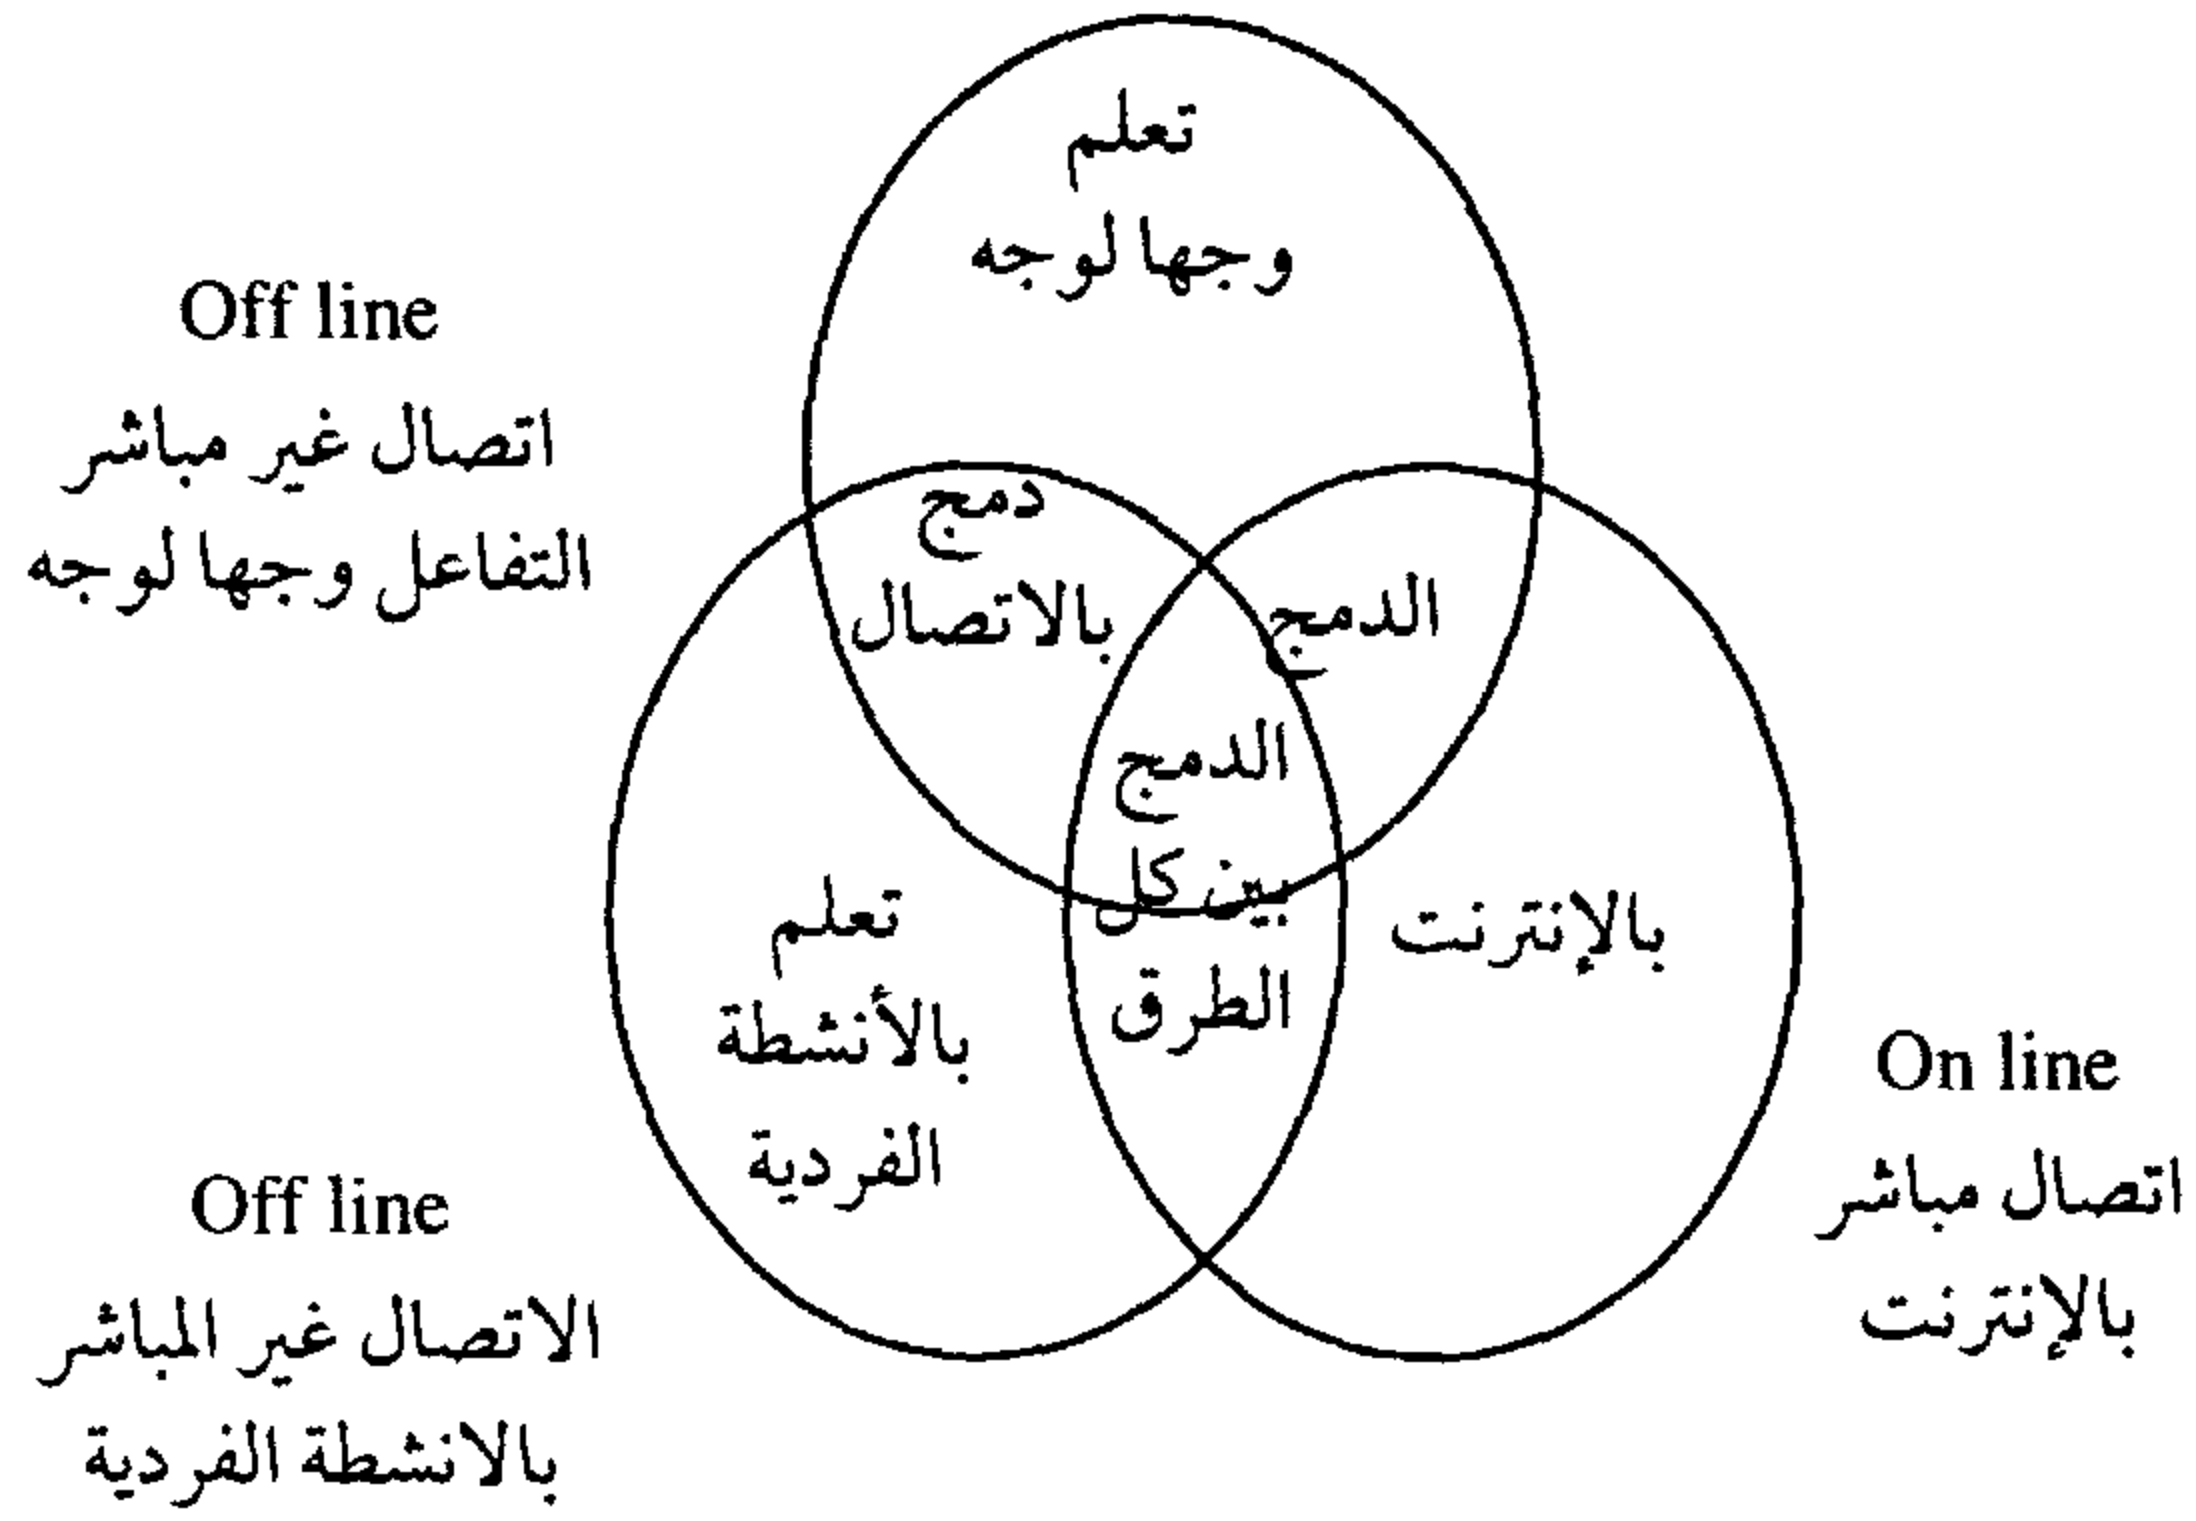 تعلم
وجها لوجه
Off line
اتصال غير مباشر
التفاعل وجها لوجه
دمج
بالاتصال
الدمج
الدمج
بين كل
الطرق
تعلم
بالأنشطة
الفردية
بالإنترنت
On line
اتصال مباشر
بالإنترنت
Off line
الاتصال غير المباشر
بالانشطة الفردية